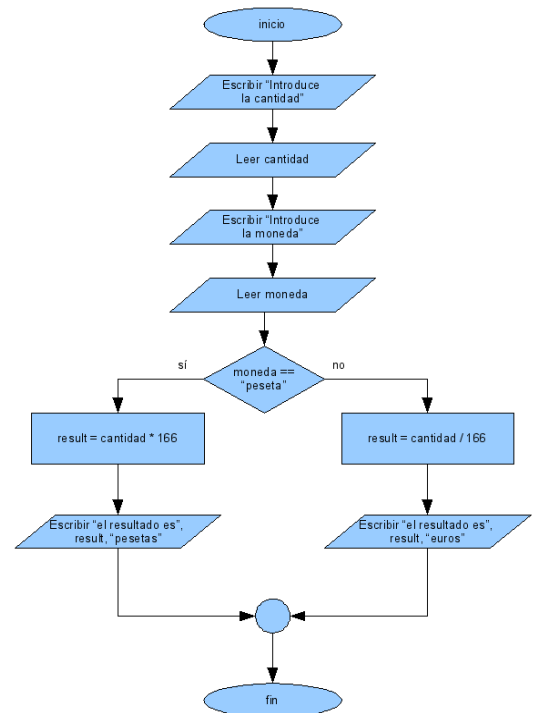 inicio
Escribir “Introduce
la cantidad”
Leer cantidad
Escribir “Introduce
la moneda”
Leer moneda
moneda ==
“peseta”
sí
no
result = cantidad * 166
result = cantidad / 166
Escribir “el resultado es”,
result, “pesetas”
Escribir “el resultado es”,
result, “euros”
fin